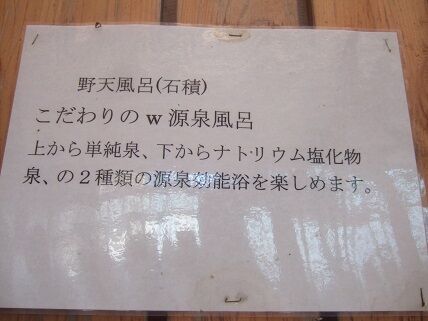 野天風呂(石積)
こだわりのw源泉風呂
上から単純泉、下からナトリウム塩化物
泉、の2種類の源泉効能浴を楽しめます。